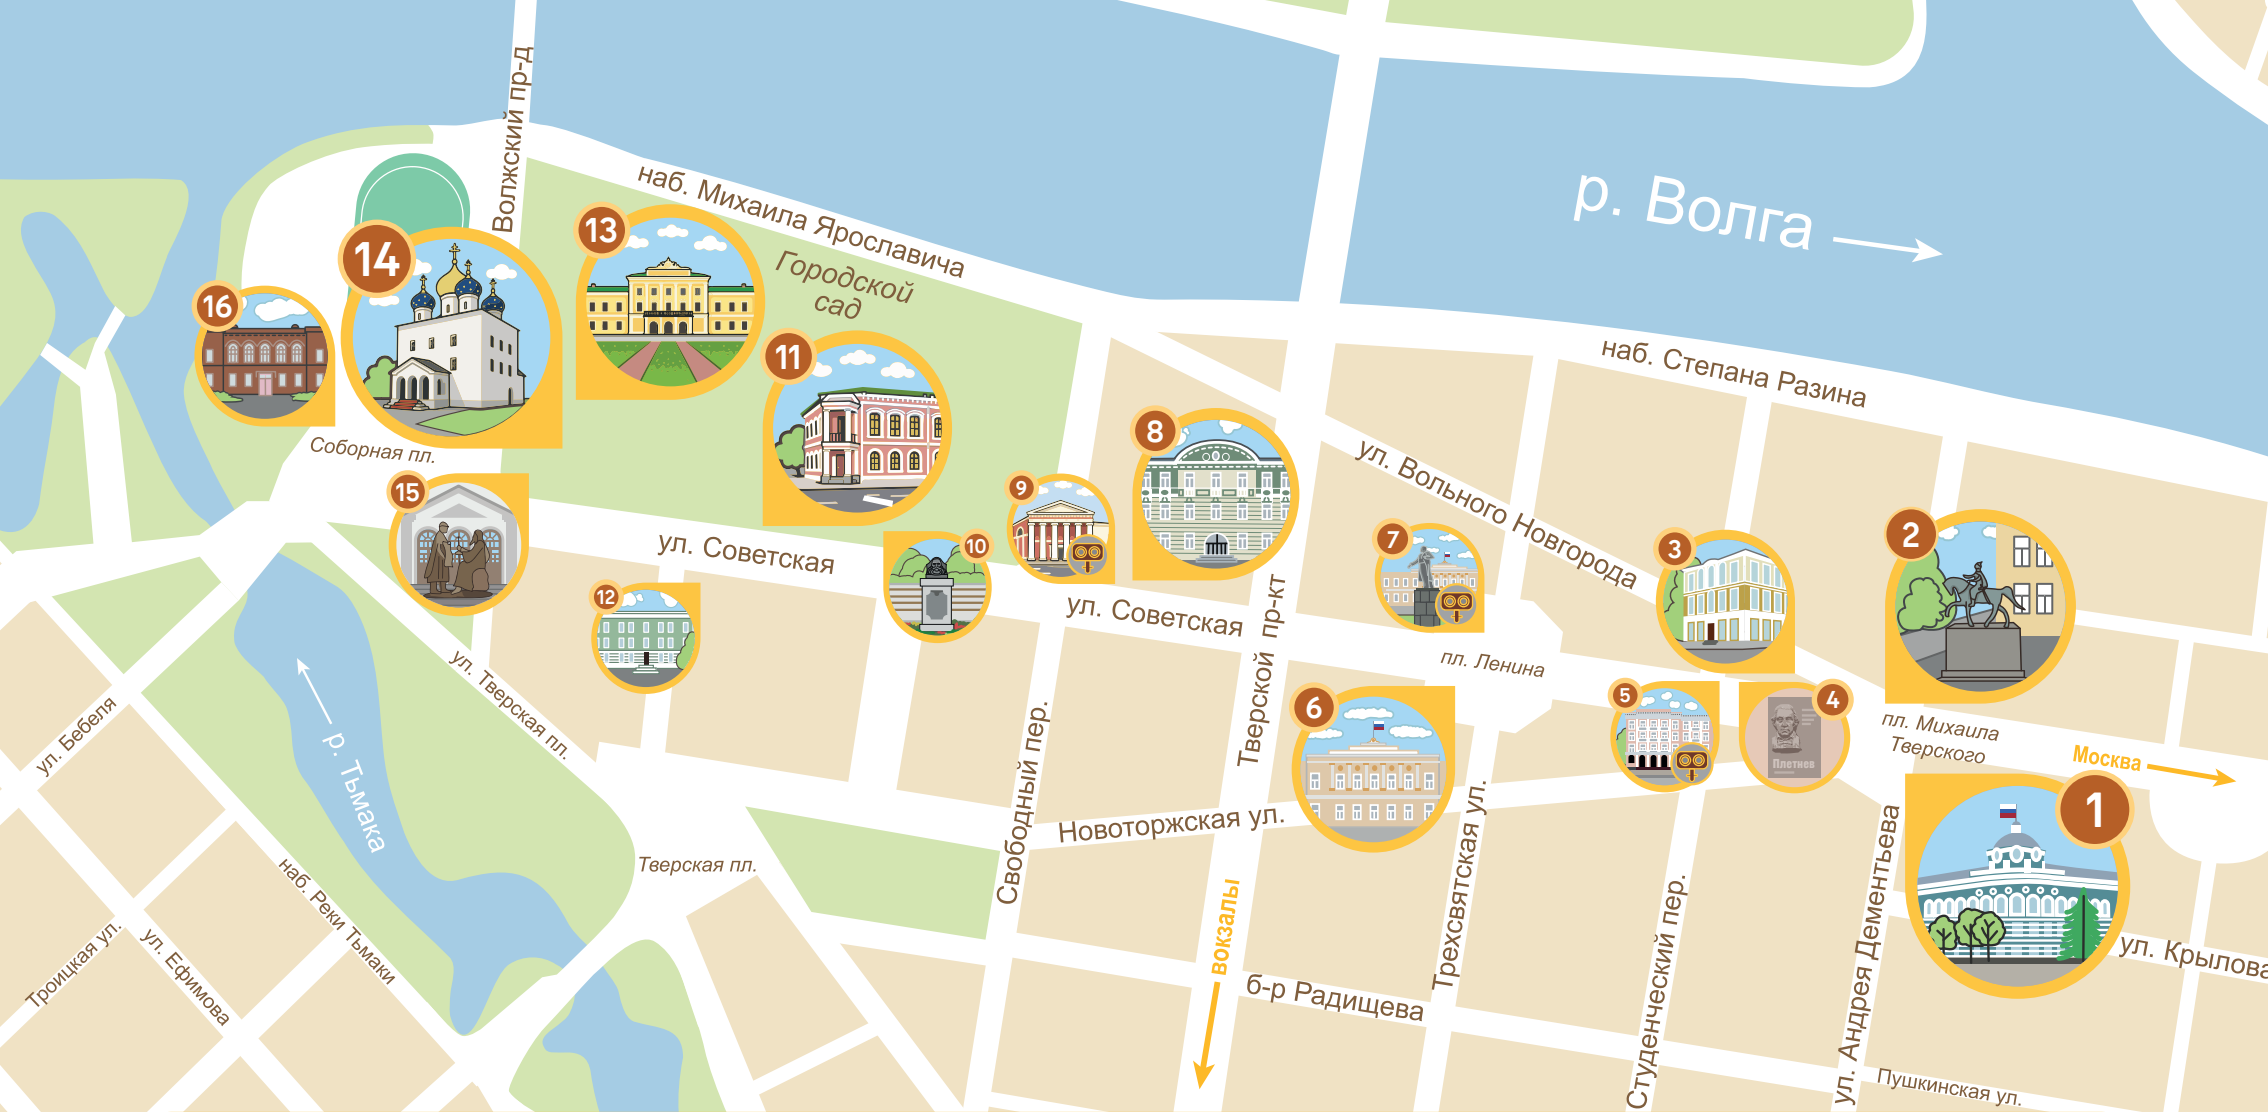 Волжский пр-д
наб. Михаила Ярославича
р. Волга
Городской
сад
13
14
16
11
наб. Степана Разина
Соборная пл.
8
ул. Вольного Новгорода
15
9
10
7
3
2
ул. Советская
12
ул. Советская
Тверской пр-кт
пл. Ленина
ул. Тверская пл.
5
4
6
Плетнев
пл. Михаила
Тверского
Москва
ул. Бебеля
р. Тьмака
Свободный пер.
Новоторжская ул.
Трехсвятская ул.
1
Тверская пл.
наб. Реки Тьмаки
вокзалы
Студенческий пер.
ул. Андрея Дементьева
ул. Крылова
Троицкая ул.
ул. Ефимова
б-р Радищева
Пушкинская ул.